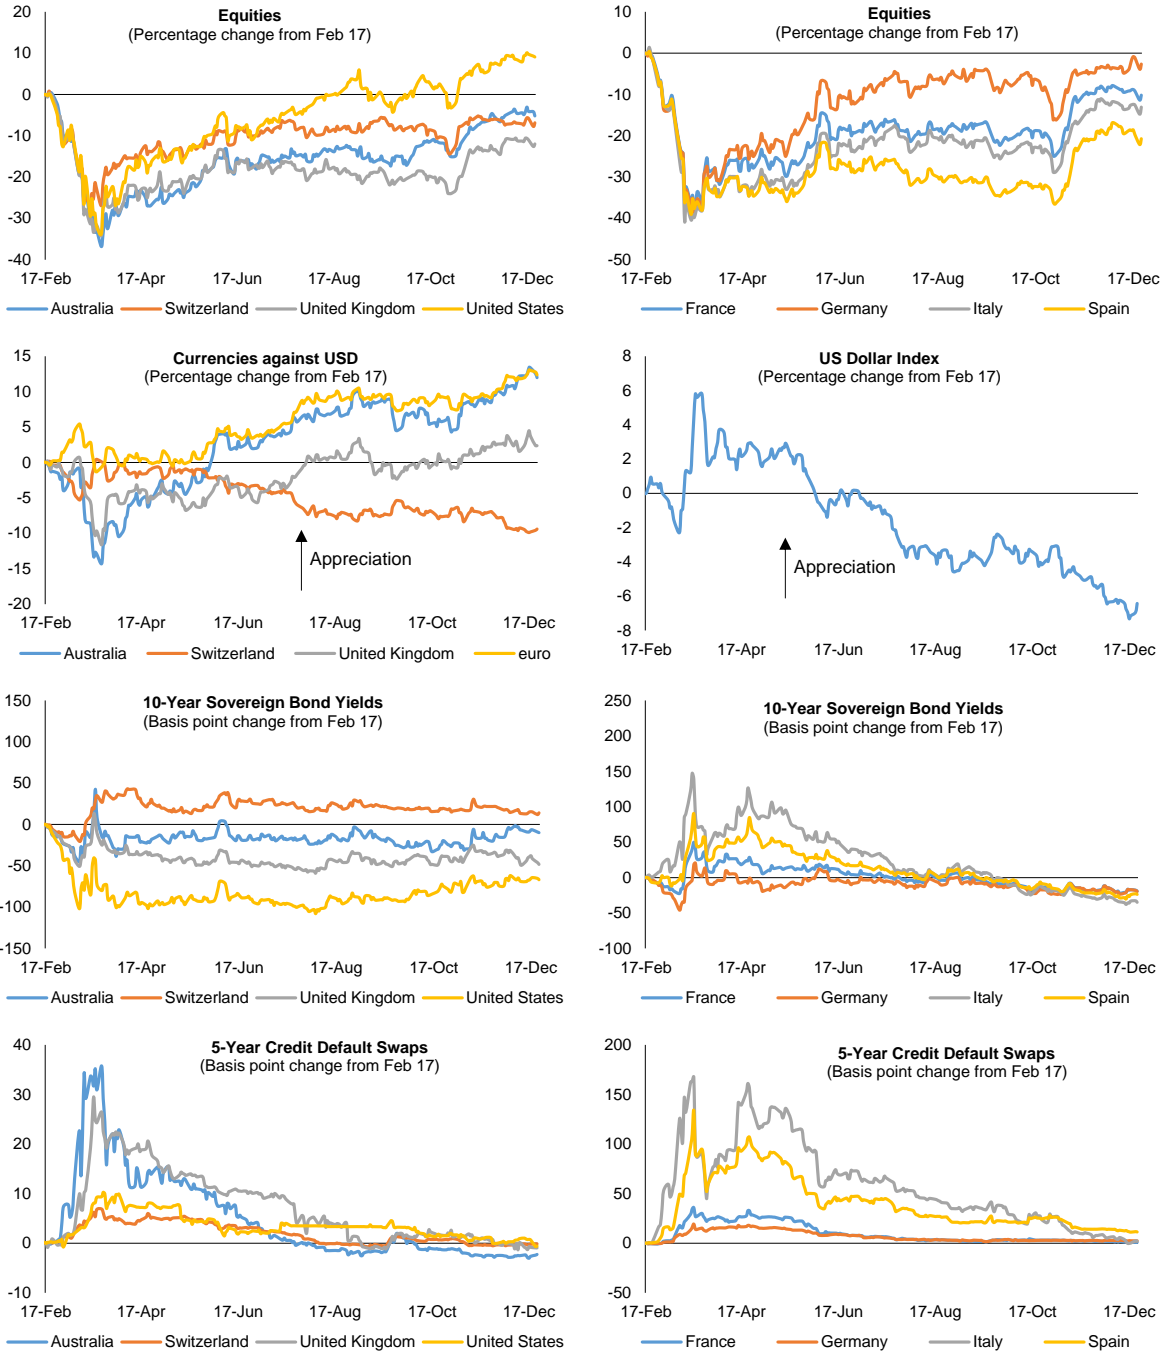 Equities
(Percentage change from Feb 17)
20
10
0
-10
-20
-30
-40
17-Feb 17-Apr 17-Jun 17-Aug 17-Oct 17-Dec
Australia Switzerland United Kingdom United States
Equities
(Percentage change from Feb 17)
10
0
-10
-20
-30
-40
-50
17-Feb 17-Apr 17-Jun 17-Aug 17-Oct 17-Dec
France Germany Italy Spain
Currencies against USD
(Percentage change from Feb 17)
15
10
5
0
-5
-10
-15
-20
Appreciation
17-Feb 17-Apr 17-Jun 17-Aug 17-Oct 17-Dec
Australia Switzerland United Kingdom euro
US Dollar Index
(Percentage change from Feb 17)
8
6
4
2
0
-2
-4
-6
-8
Appreciation
17-Feb 17-Apr 17-Jun 17-Aug 17-Oct 17-Dec
10-Year Sovereign Bond Yields
(Basis point change from Feb 17)
150
100
50
0
-50
-100
-150
17-Feb 17-Apr 17-Jun 17-Aug 17-Oct 17-Dec
Australia Switzerland United Kingdom United States
10-Year Sovereign Bond Yields
(Basis point change from Feb 17)
250
200
150
100
50
0
-50
-100
17-Feb 17-Apr 17-Jun 17-Aug 17-Oct 17-Dec
France Germany Italy Spain
5-Year Credit Default Swaps
(Basis point change from Feb 17)
40
30
20
10
0
-10
17-Feb 17-Apr 17-Jun 17-Aug 17-Oct 17-Dec
Australia Switzerland United Kingdom United States
5-Year Credit Default Swaps
(Basis point change from Feb 17)
200
150
100
50
0
-50
17-Feb 17-Apr 17-Jun 17-Aug 17-Oct 17-Dec
France Germany Italy Spain